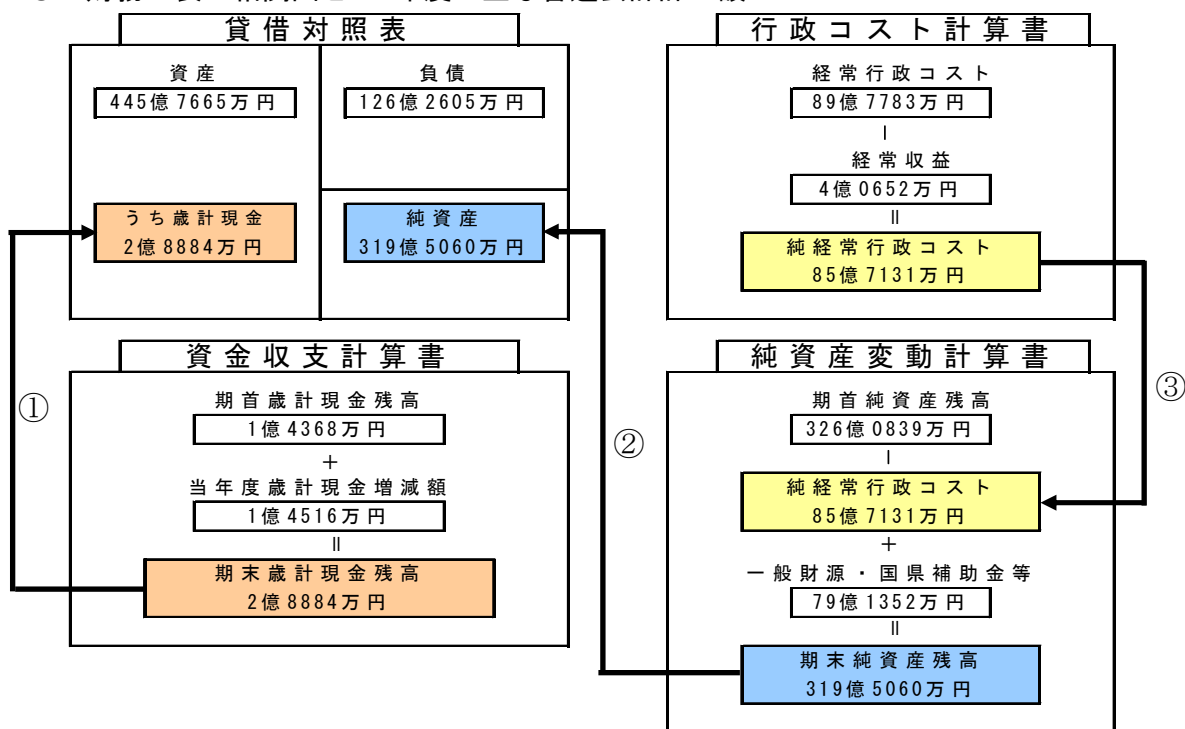 貸借対照表
資産
445億 7665万円
負債
126億 2605万円
うち歳計現金
2億 8884万円
純資産
319億 5060万円
行政コスト計算書
経常行政コスト
89億 7783万円
－
経常収益
4億 0652万円
＝
純経常行政コスト
85億 7131万円
資金収支計算書
期首歳計現金残高
1億 4368万円
＋
当年度歳計現金増減額
1億 4516万円
＝
期末歳計現金残高
2億 8884万円
純資産変動計算書
期首純資産残高
326億 0839万円
－
純経常行政コスト
85億 7131万円
＋
一般財源・国県補助金等
79億 1352万円
＝
期末純資産残高
319億 5060万円
①
②
③